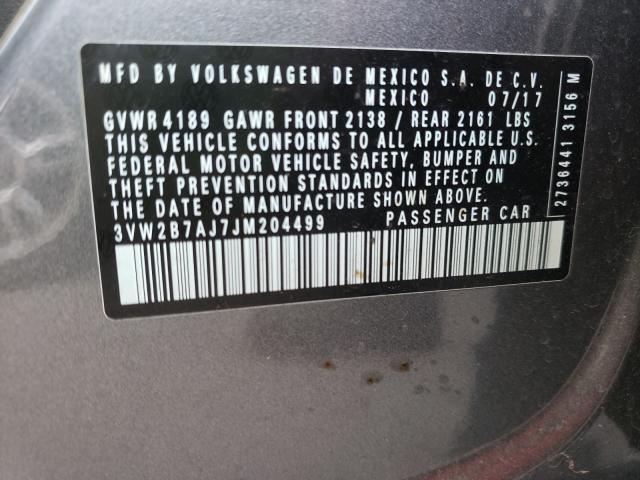 MFD BY VOLKSWAGEN DE MEXICO S.A. DE C.V.
MEXICO 07/17
GVWR 4189 GAWR FRONT 2138 / REAR 2161 LBS
THIS VEHICLE CONFORMS TO ALL APPLICABLE U.S.
FEDERAL MOTOR VEHICLE SAFETY, BUMPER AND
THEFT PREVENTION STANDARDS IN EFFECT ON
THE DATE OF MANUFACTURE SHOWN ABOVE.
3VW2B7AJ7JM204499 PASSENGER CAR
2736441 3156 M